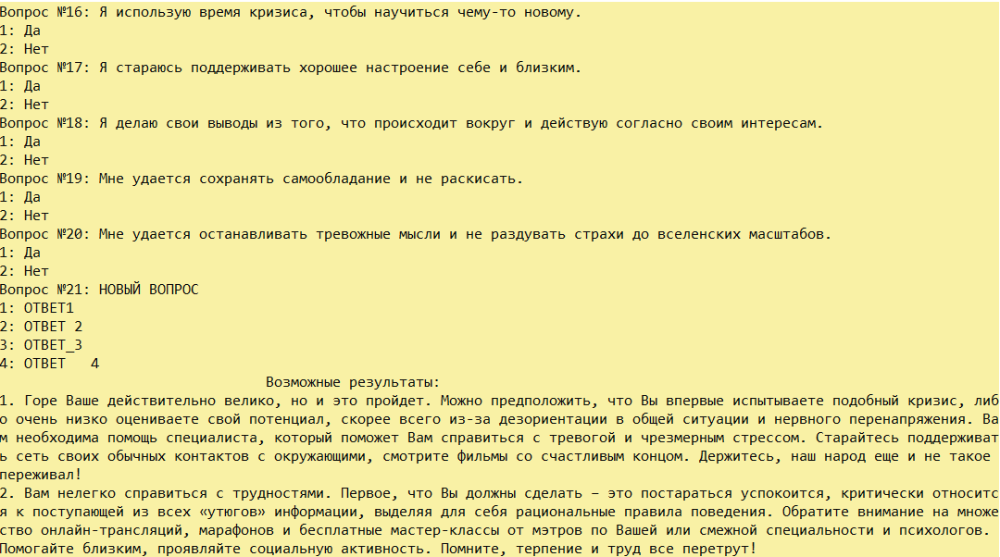 Вопрос №16: Я использую время кризиса, чтобы научиться чему-то новому.
1: Да
2: Нет
Вопрос №17: Я стараюсь поддерживать хорошее настроение себе и близким.
1: Да
2: Нет
Вопрос №18: Я делаю свои выводы из того, что происходит вокруг и действую согласно своим интересам.
1: Да
2: Нет
Вопрос №19: Мне удается сохранять самообладание и не раскисать.
1: Да
2: Нет
Вопрос №20: Мне удается останавливать тревожные мысли и не раздувать страхи до вселенских масштабов.
1: Да
2: Нет
Вопрос №21: НОВЫЙ ВОПРОС
1: ОТВЕТ1
2: ОТВЕТ 2
3: ОТВЕТ_3
4: ОТВЕТ   4
Возможные результаты:
1. Горе Ваше действительно велико, но и это пройдет. Можно предположить, что Вы впервые испытываете подобный кризис, либ
о очень низко оцениваете свой потенциал, скорее всего из-за дезориентации в общей ситуации и нервного перенапряжения. Ва
м необходима помощь специалиста, который поможет Вам справиться с тревогой и чрезмерным стрессом. Старайтесь поддерживат
ь сеть своих обычных контактов с окружающими, смотрите фильмы со счастливым концом. Держитесь, наш народ еще и не такое
переживал!
2. Вам нелегко справиться с трудностями. Первое, что Вы должны сделать – это постараться успокоится, критически относитс
я к поступающей из всех «утюгов» информации, выделяя для себя рациональные правила поведения. Обратите внимание на множе
ство онлайн-трансляций, марафонов и бесплатные мастер-классы от мэтров по Вашей или смежной специальности и психологов.
Помогайте близким, проявляйте социальную активность. Помните, терпение и труд все перетрут!